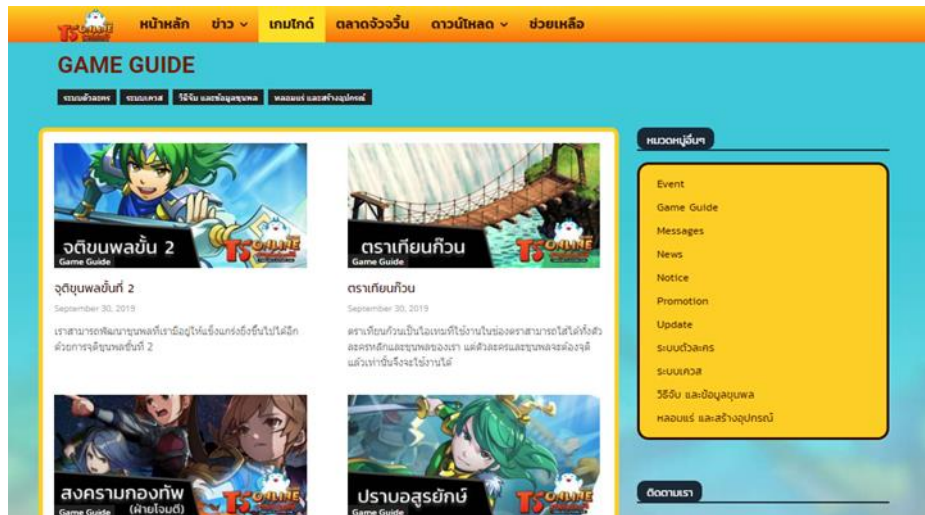 TS ONLINE
หน้าหลัก ข่าว เกมไกด์ ตลาดจัวจวิ้น ดาวน์โหลด ช่วยเหลือ
GAME GUIDE
ระบบตัวละคร ระบบเควส วิธีจับ และข้อมูลขุนพล หลอมแร่ และสร้างอุปกรณ์
จุติขุนพลขั้น 2
TS ONLINE
Game Guide
จุติขุนพลขั้นที่ 2
September 30, 2019
เราสามารถพัฒนาขุนพลที่เรามีอยู่ให้แข็งแกร่งยิ่งขึ้นไปได้อีก
ด้วยการจุติขุนพลขั้นที่ 2
ตราเทียนก๊วน
TS ONLINE
Game Guide
ตราเทียนก๊วน
September 30, 2019
ตราเทียนก๊วนเป็นไอเทมที่ใช้งานในช่องตราสามารถใส่ได้ทั้งตัว
ละครหลักและขุนพลของเรา แต่ตัวละครและขุนพลจะต้องจุติ
แล้วเท่านั้นจึงจะใช้งานได้
สงครามกองทัพ
(ฝ่ายโจมตี)
TS ONLINE
Game Guide
ปราบอสูรยักษ์
TS ONLINE
Game Guide
หมวดหมู่อื่นๆ
Event
Game Guide
Messages
News
Notice
Promotion
Update
ระบบตัวละคร
ระบบเควส
วิธีจับ และข้อมูลขุนพล
หลอมแร่ และสร้างอุปกรณ์
ติดตามเรา